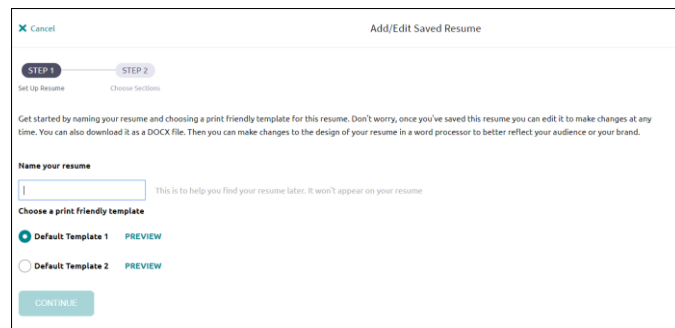 ✕ Cancel
Add/Edit Saved Resume
STEP 1
STEP 2
Set Up Resume
Choose Sections
Get started by naming your resume and choosing a print friendly template for this resume. Don't worry, once you've saved this resume you can edit it to make changes at any
time. You can also download it as a DOCX file. Then you can make changes to the design of your resume in a word processor to better reflect your audience or your brand.
Name your resume
This is to help you find your resume later. It won't appear on your resume
Choose a print friendly template
Default Template 1 PREVIEW
Default Template 2 PREVIEW
CONTINUE